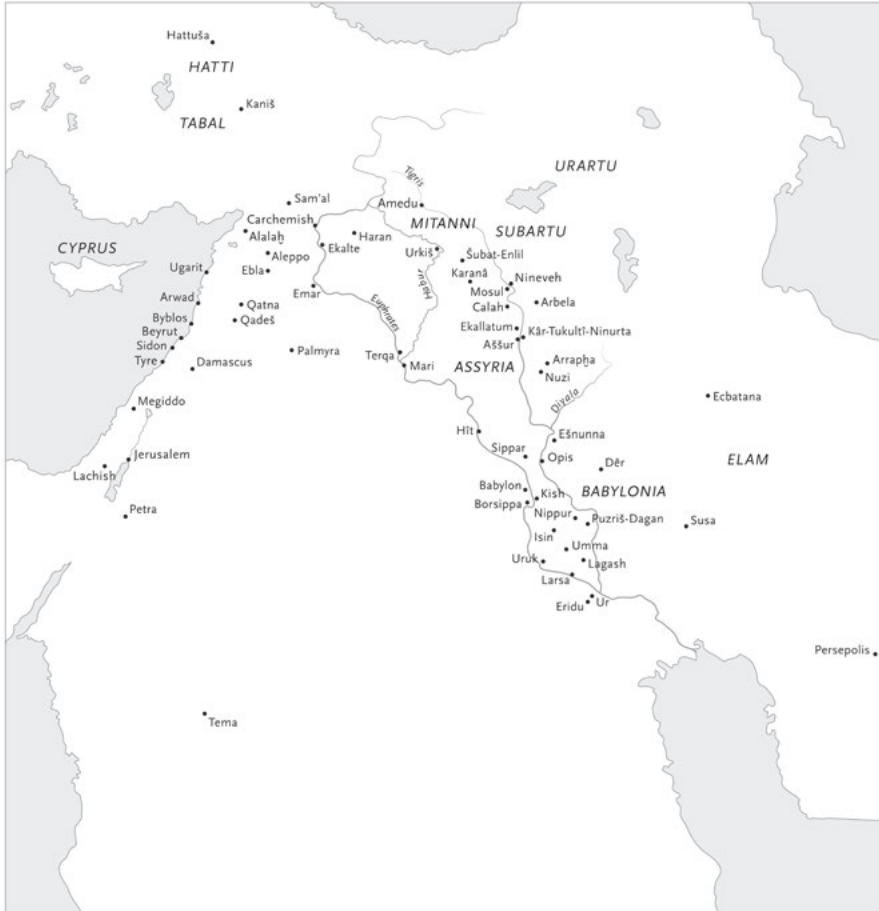 Hattuša
HATTI
Kaniš
TABAL
URARTU
Tigris
Sam'al
Amedu
Carchemish
MITANNI
SUBARTU
Alalaḫ
Haran
CYPRUS
Ekalte
Urkiš
Šubat-Enlil
Aleppo
Ugarit
Ebla
Karanâ
Nineveh
Habur
Mosul
Emar
Arwad
Qatna
Calah
Arbela
Euphrates
Byblos
Qadeš
Beyrut
Ekallatum
Kâr-Tukultī-Ninurta
Sidon
Aššur
Tyre
Damascus
Palmyra
Terqa
Mari
ASSYRIA
Arrapḫa
Nuzi
Megiddo
Diyala
Ecbatana
Hīt
Ešnunna
Jerusalem
Sippar
Opis
Dēr
ELAM
Lachish
Babylon
Kish
BABYLONIA
Borsippa
Petra
Nippur
Puzriš-Dagan
Susa
Isin
Umma
Uruk
Lagash
Larsa
Eridu
Ur
Persepolis
Tema